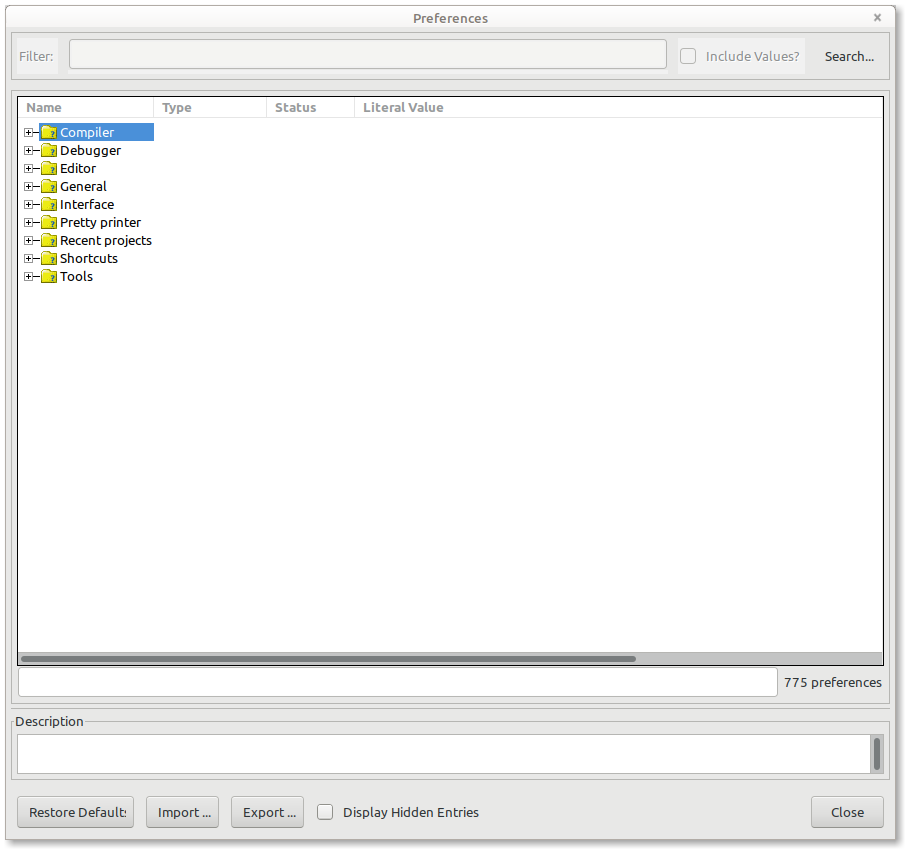 Preferences
Filter:
Include Values?
Search...
Name Type Status Literal Value
Compiler
Debugger
Editor
General
Interface
Pretty printer
Recent projects
Shortcuts
Tools
775 preferences
Description
Restore Default:
Import ...
Export ...
Display Hidden Entries
Close